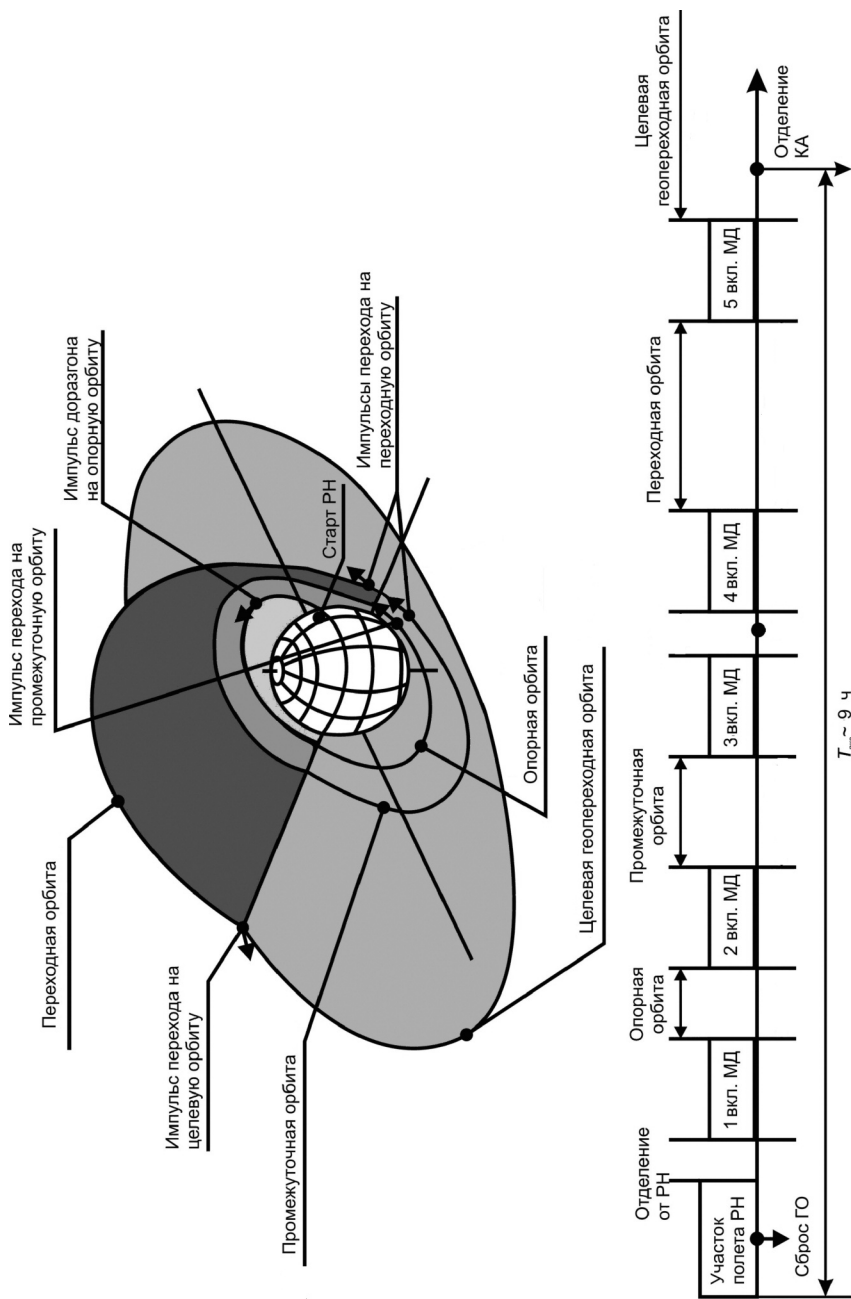 Импульс перехода на
промежуточную орбиту
Переходная орбита
Импульс доразгона
на опорную орбиту
Импульс перехода на
целевую орбиту
Промежуточная орбита
Старт РН
Импульсы перехода на
переходную орбиту
Опорная орбита
Целевая геопереходная орбита
Отделение
от РН
Опорная
орбита
Промежуточная
орбита
Переходная орбита
Целевая
геопереходная орбита
Участок
полета РН
1 вкл. МД
2 вкл. МД
3 вкл. МД
4 вкл. МД
5 вкл. МД
Сброс ГО
Отделение
КА
~ 9 ч